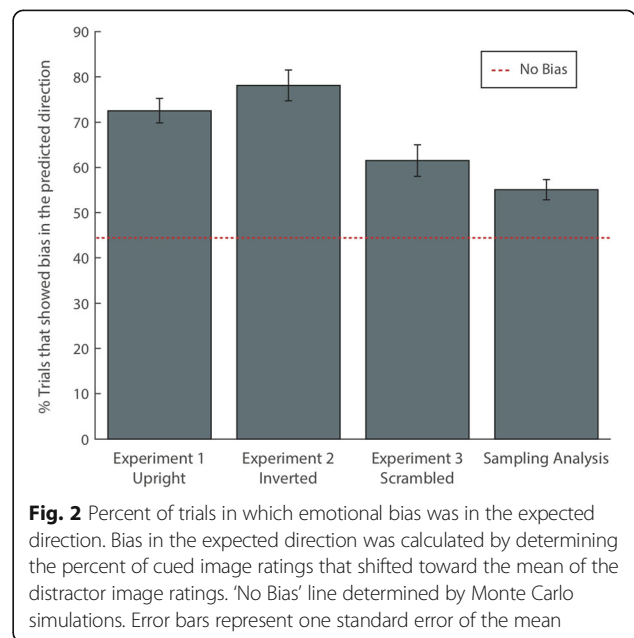 90
80
70
60
50
40
30
20
10
0
% Trials that showed bias in the predicted direction
No Bias
Experiment 1
Upright
Experiment 2
Inverted
Experiment 3
Scrambled
Sampling Analysis
Fig. 2 Percent of trials in which emotional bias was in the expected
direction. Bias in the expected direction was calculated by determining
the percent of cued image ratings that shifted toward the mean of the
distractor image ratings. ‘No Bias’ line determined by Monte Carlo
simulations. Error bars represent one standard error of the mean